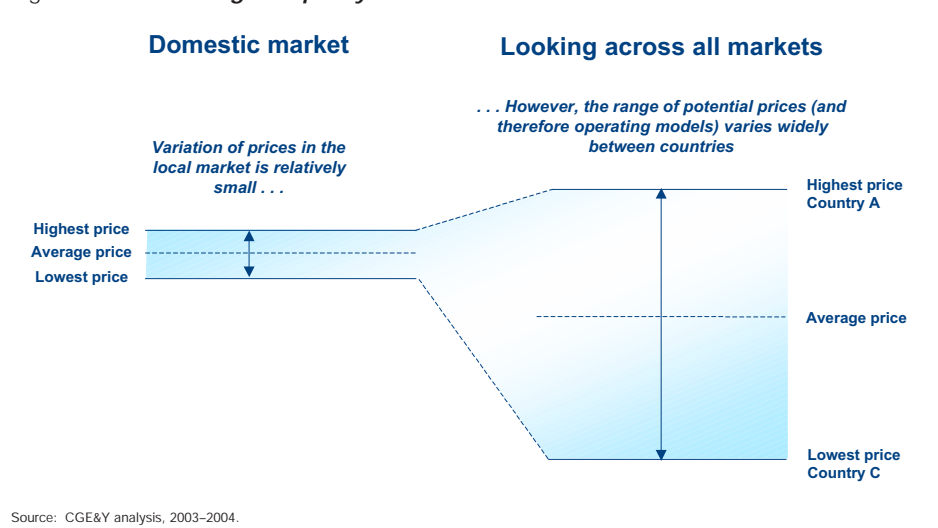 Domestic market
Looking across all markets
. . . However, the range of potential prices (and
therefore operating models) varies widely
between countries
Variation of prices in the
local market is relatively
small . . .
Highest price
Average price
Lowest price
Highest price
Country A
Average price
Lowest price
Country C
Source: CGE&Y analysis, 2003–2004.